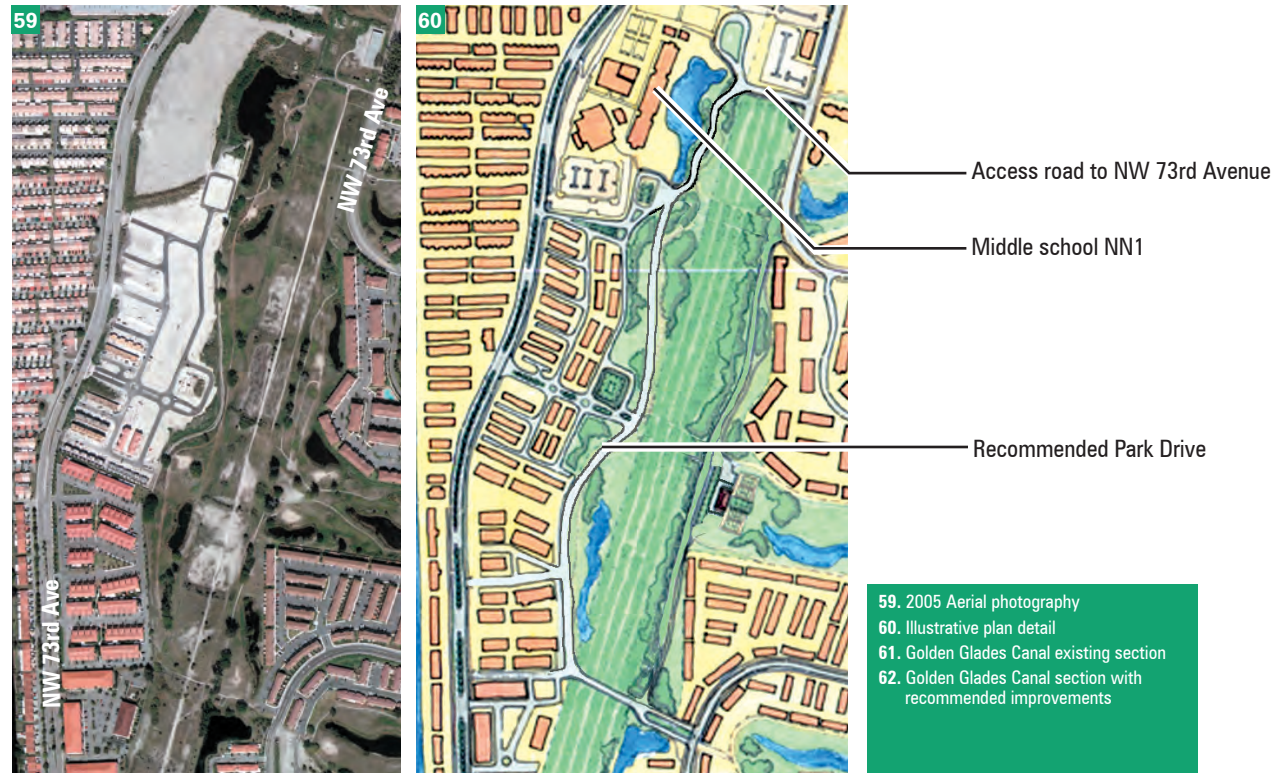 59
NW 73rd Ave
NW 73rd Ave
60
Access road to NW 73rd Avenue
Middle school NN1
Recommended Park Drive
59. 2005 Aerial photography
60. Illustrative plan detail
61. Golden Glades Canal existing section
62. Golden Glades Canal section with
recommended improvements